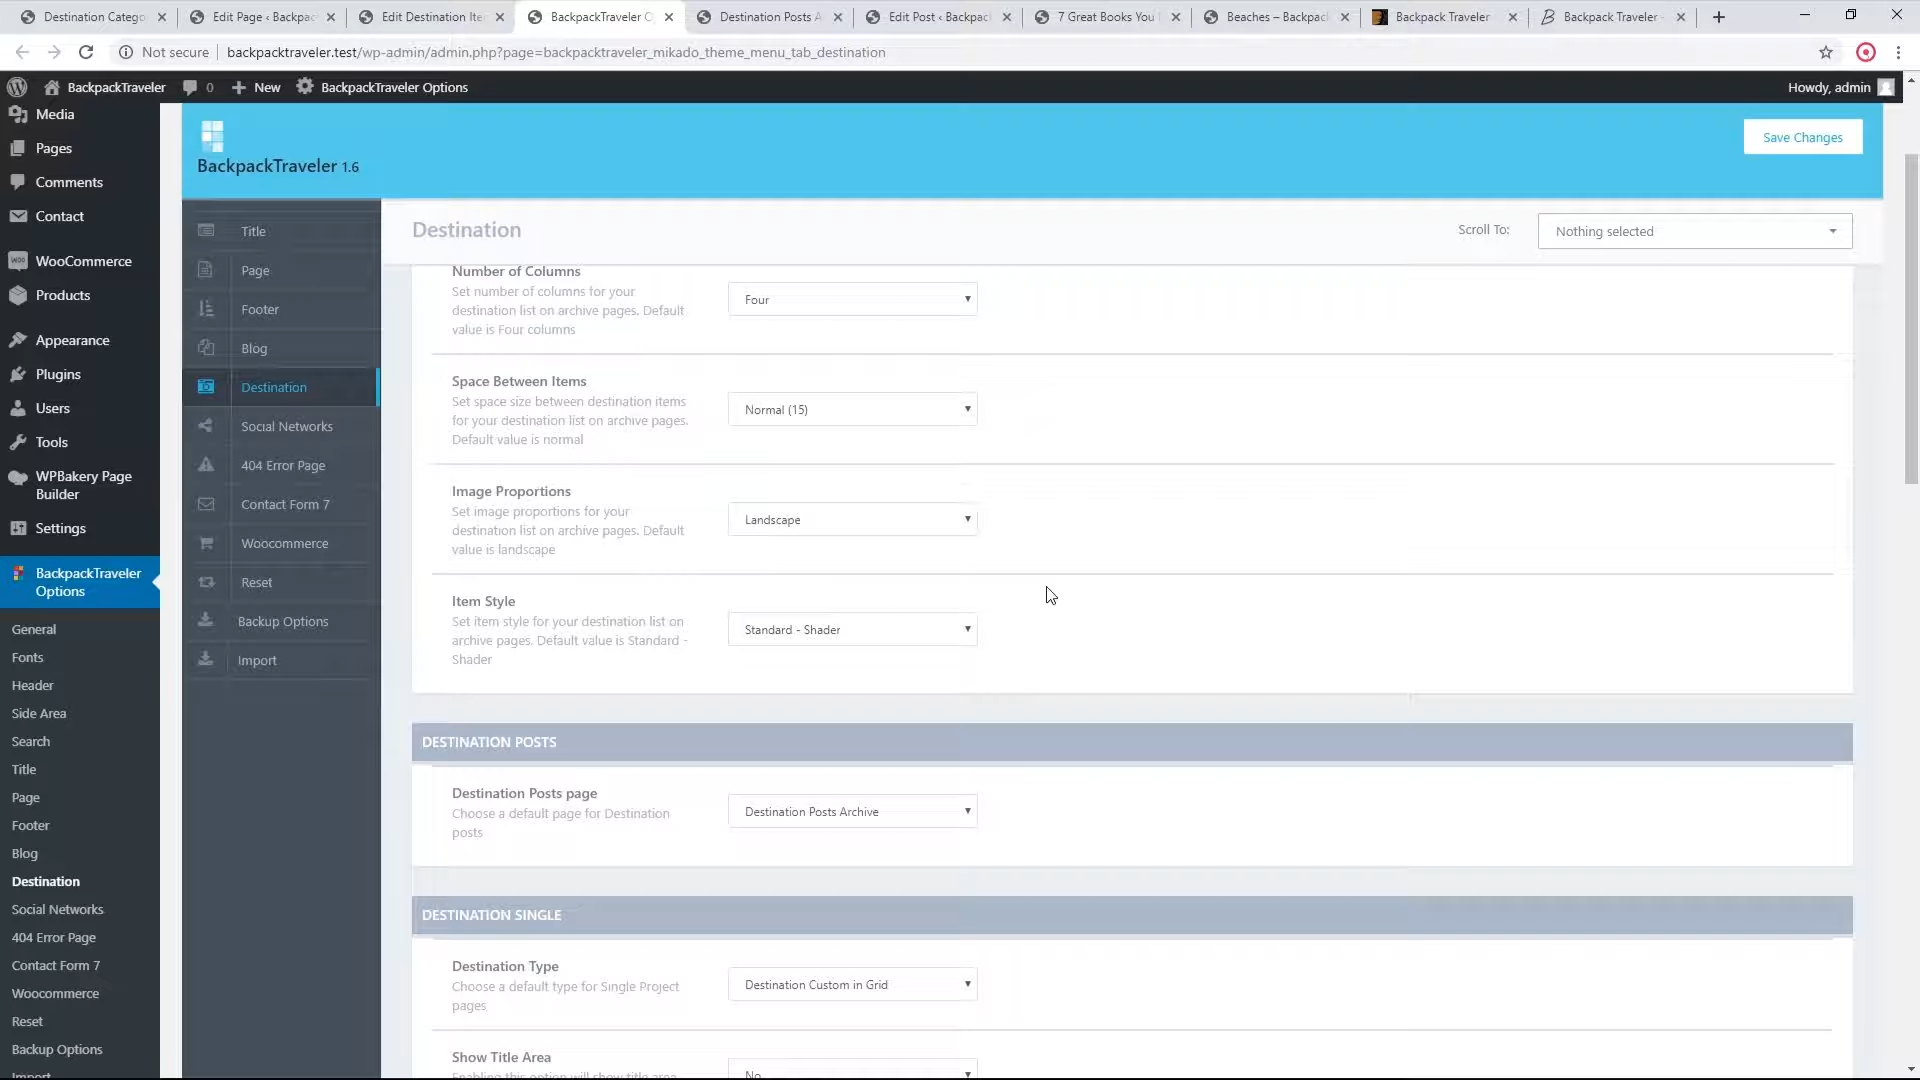 Destination Catego
Edit Page ‹ Backpac
Edit Destination Ite
BackpackTraveler O
Destination Posts A
Edit Post ‹ Backpac
7 Great Books You
Beaches – Backpac
Backpack Traveler
Backpack Traveler -
Not secure
backpacktraveler.test/wp-admin/admin.php?page=backpacktraveler_mikado_theme_menu_tab_destination
BackpackTraveler
0
New
BackpackTraveler Options
Howdy, admin
Media
Pages
Comments
Contact
WooCommerce
Products
Appearance
Plugins
Users
Tools
WPBakery Page
Builder
Settings
BackpackTraveler
Options
General
Fonts
Header
Side Area
Search
Title
Page
Footer
Blog
Destination
Social Networks
404 Error Page
Contact Form 7
Woocommerce
Reset
Backup Options
Import
BackpackTraveler 1.6
Save Changes
Title
Page
Footer
Blog
Destination
Social Networks
404 Error Page
Contact Form 7
Woocommerce
Reset
Backup Options
Import
Destination
Scroll To:
Nothing selected
Number of Columns
Set number of columns for your
destination list on archive pages. Default
value is Four columns
Four
Space Between Items
Set space size between destination items
for your destination list on archive pages.
Default value is normal
Normal (15)
Image Proportions
Set image proportions for your
destination list on archive pages. Default
value is landscape
Landscape
Item Style
Set item style for your destination list on
archive pages. Default value is Standard -
Shader
Standard - Shader
DESTINATION POSTS
Destination Posts page
Choose a default page for Destination
posts
Destination Posts Archive
DESTINATION SINGLE
Destination Type
Choose a default type for Single Project
pages
Destination Custom in Grid
Show Title Area
Enabling this option will show title area
No